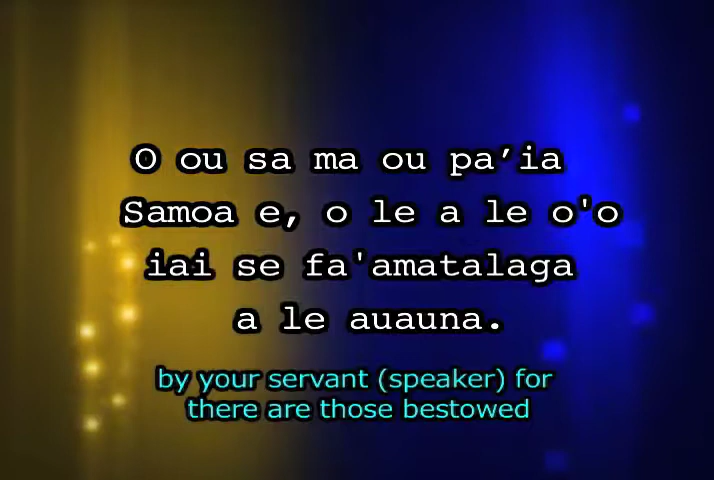 O ou sa ma ou pa’ia
Samoa e, o le a le o'o
iai se fa'amatalaga
a le auauna.
by your servant (speaker) for
there are those bestowed